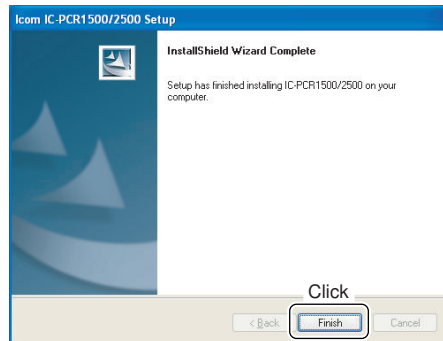 Icom IC-PCR1500/2500 Setup
InstallShield Wizard Complete
Setup has finished installing IC-PCR1500/2500 on your
computer.
Click
< Back Finish Cancel